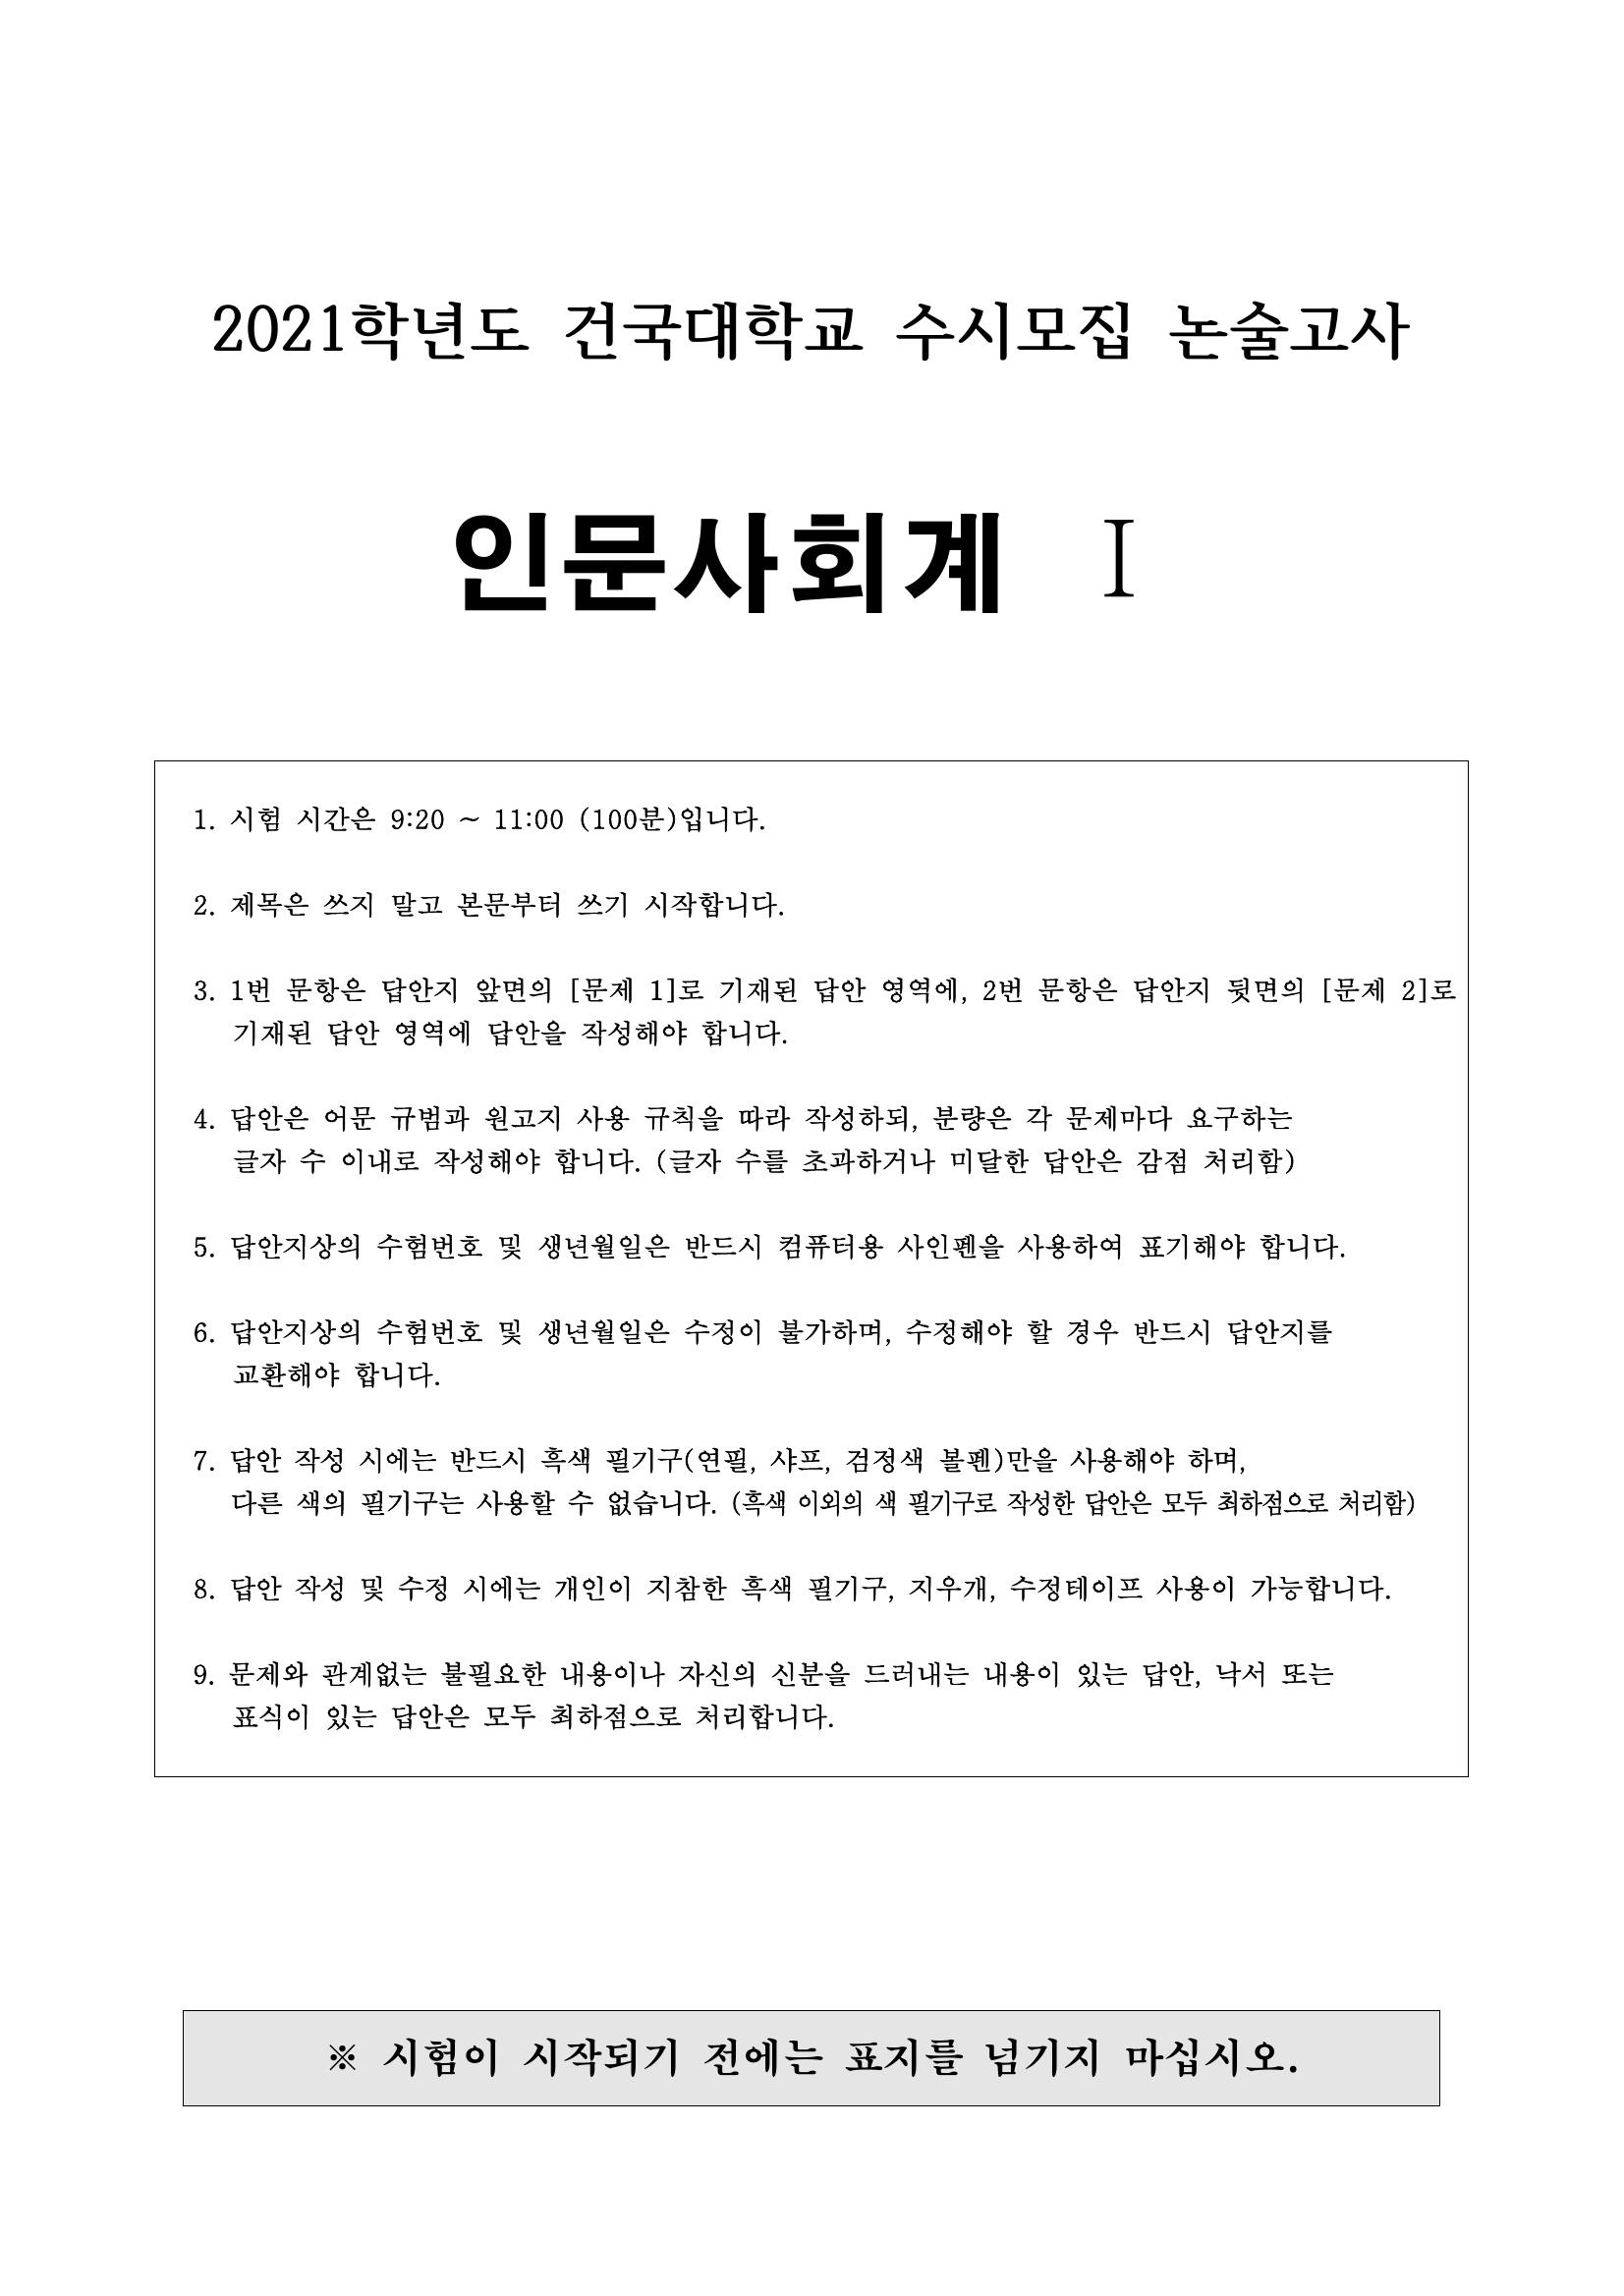 2021학년도 건국대학교 수시모집 논술고사
인문사회계 I
1. 시험 시간은 9:20 ~ 11:00 (100분)입니다.
2. 제목은 쓰지 말고 본문부터 쓰기 시작합니다.
3. 1번 문항은 답안지 앞면의 [문제 1]로 기재된 답안 영역에, 2번 문항은 답안지 뒷면의 [문제 2]로
기재된 답안 영역에 답안을 작성해야 합니다.
4. 답안은 어문 규범과 원고지 사용 규칙을 따라 작성하되, 분량은 각 문제마다 요구하는
글자 수 이내로 작성해야 합니다. (글자 수를 초과하거나 미달한 답안은 감점 처리함)
5. 답안지상의 수험번호 및 생년월일은 반드시 컴퓨터용 사인펜을 사용하여 표기해야 합니다.
6. 답안지상의 수험번호 및 생년월일은 수정이 불가하며, 수정해야 할 경우 반드시 답안지를
교환해야 합니다.
7. 답안 작성 시에는 반드시 흑색 필기구(연필, 샤프, 검정색 볼펜)만을 사용해야 하며,
다른 색의 필기구는 사용할 수 없습니다. (흑색 이외의 색 필기구로 작성한 답안은 모두 최하점으로 처리함)
8. 답안 작성 및 수정 시에는 개인이 지참한 흑색 필기구, 지우개, 수정테이프 사용이 가능합니다.
9. 문제와 관계없는 불필요한 내용이나 자신의 신분을 드러내는 내용이 있는 답안, 낙서 또는
표식이 있는 답안은 모두 최하점으로 처리합니다.
※ 시험이 시작되기 전에는 표지를 넘기지 마십시오.